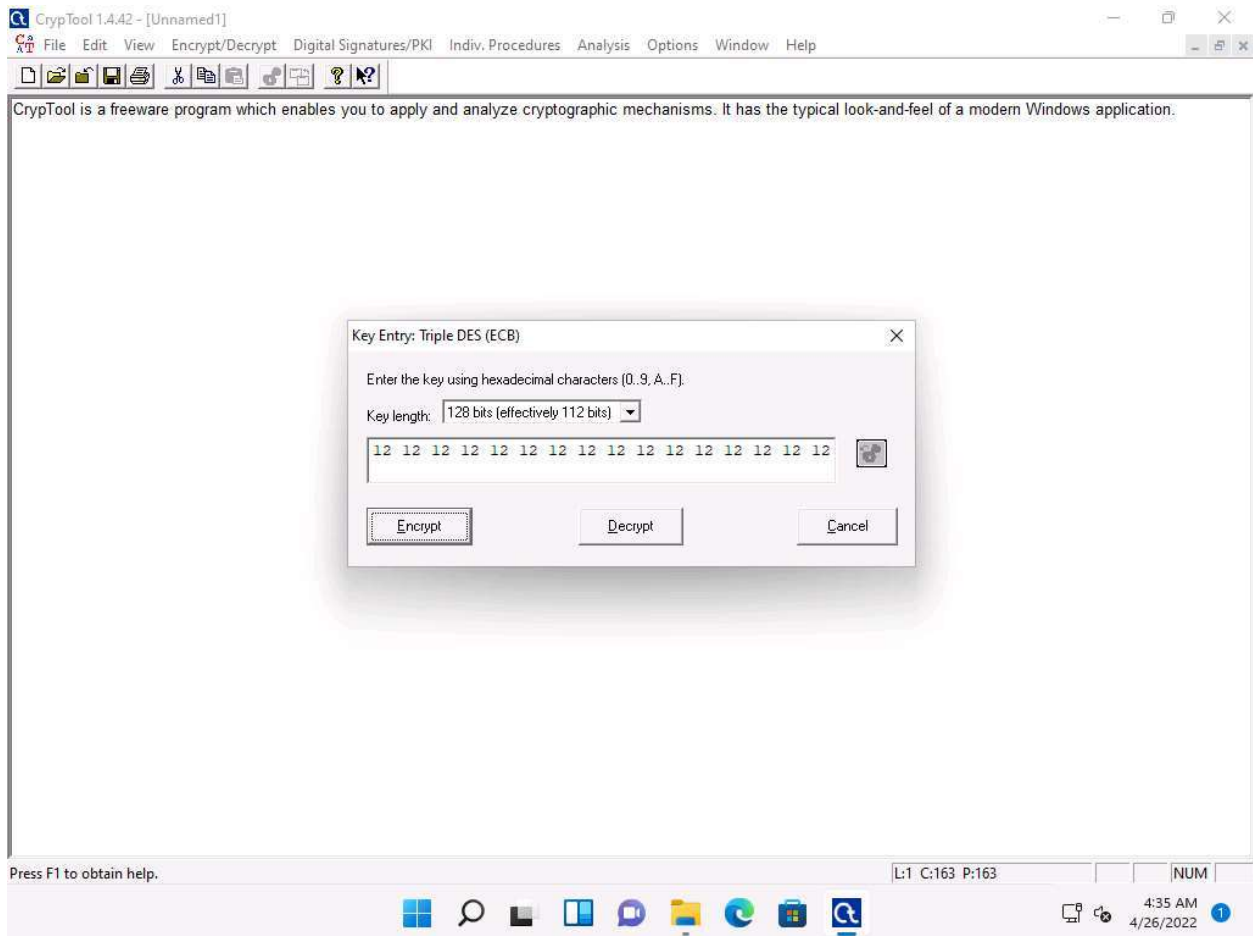 CrypTool 1.4.42 - [Unnamed1]
File Edit View Encrypt/Decrypt Digital Signatures/PKI Indiv. Procedures Analysis Options Window Help
CrypTool is a freeware program which enables you to apply and analyze cryptographic mechanisms. It has the typical look-and-feel of a modern Windows application.
Key Entry: Triple DES (ECB)
Enter the key using hexadecimal characters (0..9, A..F).
Key length: 128 bits (effectively 112 bits)
12 12 12 12 12 12 12 12 12 12 12 12 12 12 12 12
Encrypt Decrypt Cancel
Press F1 to obtain help. L:1 C:163 P:163 NUM
4:35 AM
4/26/2022 1